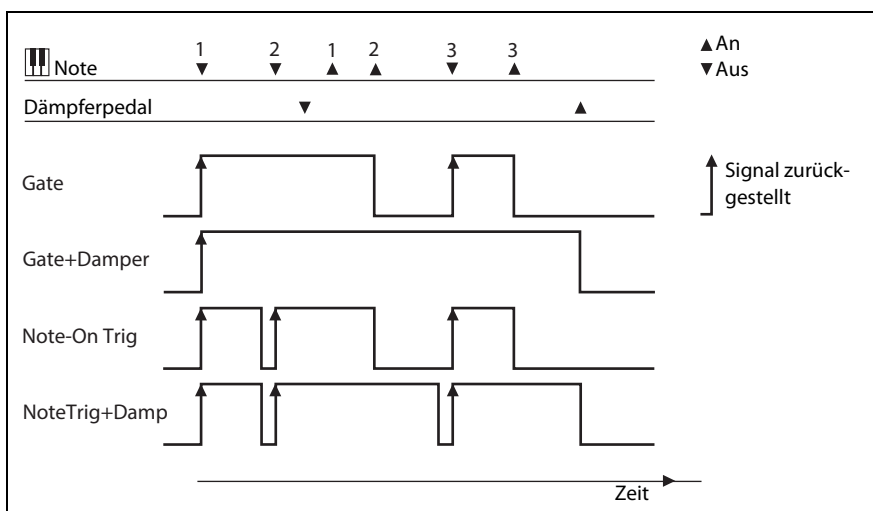 1 2 1 2 3 3
Note
▲An
▼Aus
Dämpferpedal
Gate
Signal zurück-
gestellt
Gate+Damper
Note-On Trig
NoteTrig+Damp
Zeit